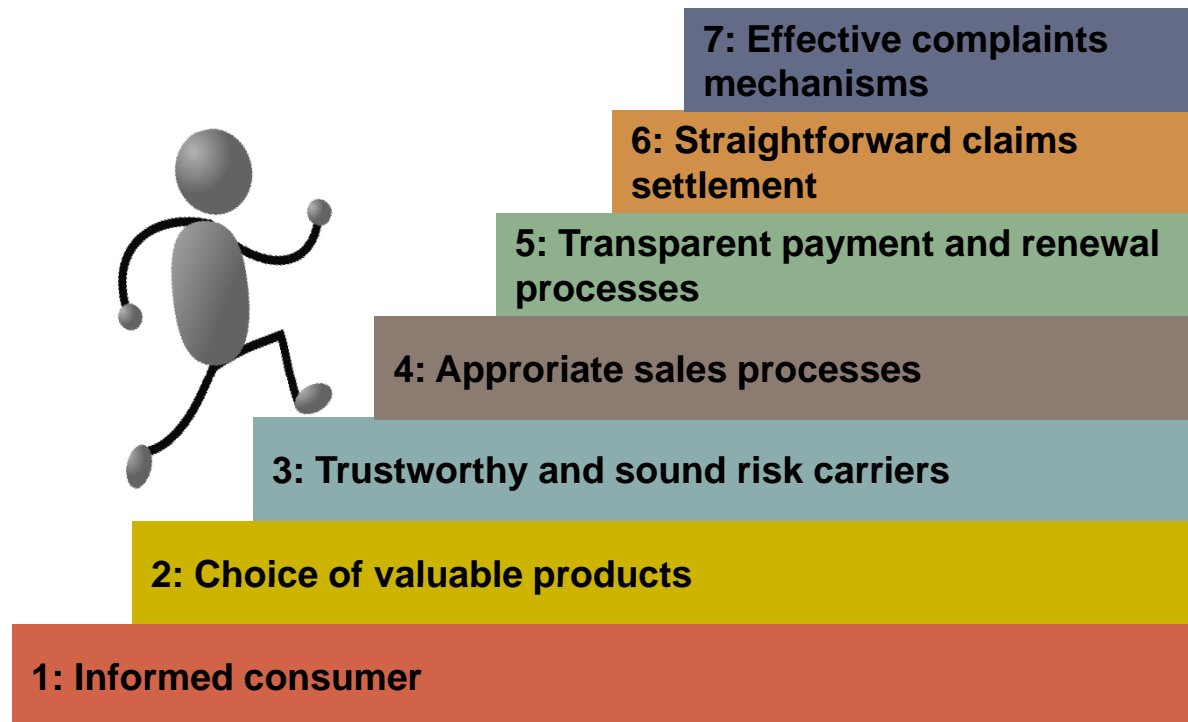 7: Effective complaints
mechanisms
6: Straightforward claims
settlement
5: Transparent payment and renewal
processes
4: Approriate sales processes
3: Trustworthy and sound risk carriers
2: Choice of valuable products
1: Informed consumer